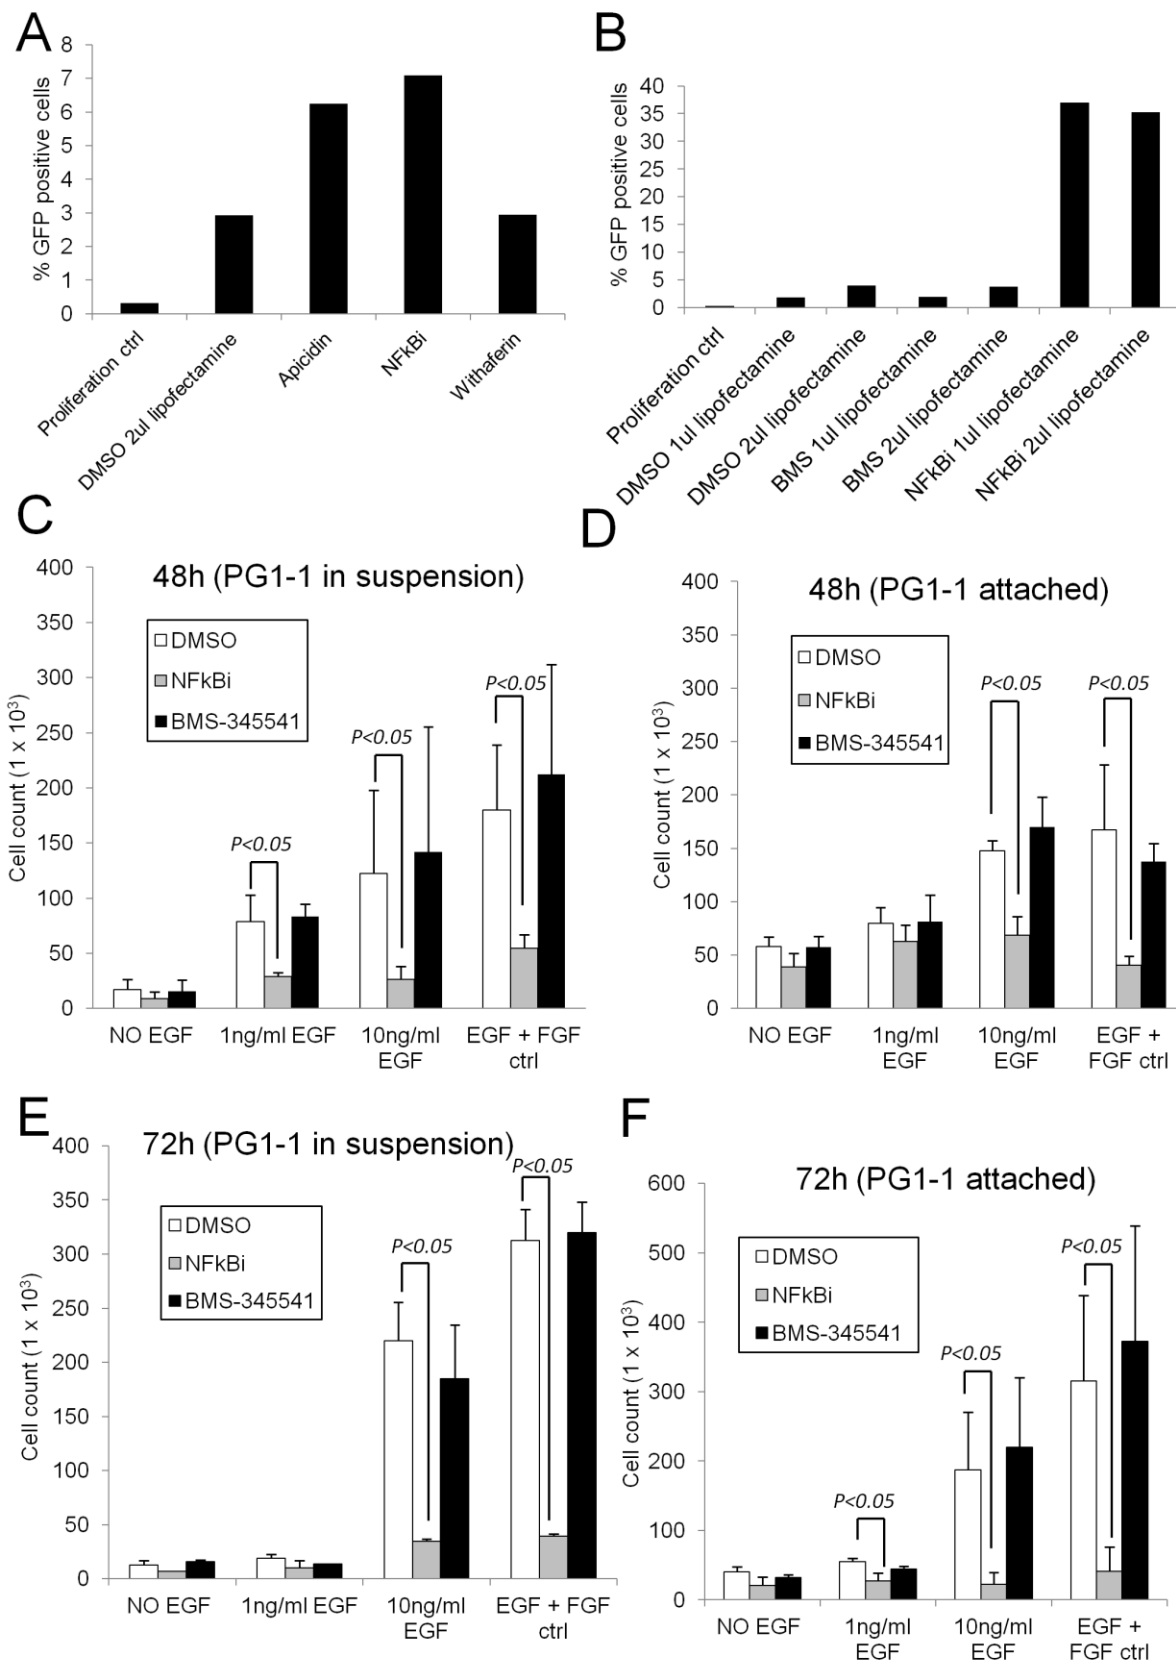 A
8
7
6
5
4
3
2
1
0
% GFP positive cells
Proliferation ctrl
DMSO 2ul lipofectamine
Apicidin
NFkBi
Withaferin
B
40
35
30
25
20
15
10
5
0
% GFP positive cells
Proliferation ctrl
DMSO 1ul lipofectamine
DMSO 2ul lipofectamine
BMS 1ul lipofectamine
BMS 2ul lipofectamine
NFkBi 1ul lipofectamine
NFkBi 2ul lipofectamine
C
48h (PG1-1 in suspension)
400
350
300
250
200
150
100
50
0
Cell count (1 x 10³)
DMSO
NFkBi
BMS-345541
P<0.05
P<0.05
P<0.05
NO EGF
1ng/ml EGF
10ng/ml
EGF
EGF + FGF
ctrl
D
48h (PG1-1 attached)
400
350
300
250
200
150
100
50
0
Cell count (1 x 10³)
DMSO
NFkBi
BMS-345541
P<0.05
P<0.05
NO EGF
1ng/ml
EGF
10ng/ml
EGF
EGF +
FGF ctrl
E
72h (PG1-1 in suspension)
400
350
300
250
200
150
100
50
0
Cell count (1 x 10³)
DMSO
NFkBi
BMS-345541
P<0.05
P<0.05
NO EGF
1ng/ml EGF
10ng/ml
EGF
EGF + FGF
ctrl
F
72h (PG1-1 attached)
600
500
400
300
200
100
0
Cell count (1 x 10³)
DMSO
NFkBi
BMS-345541
P<0.05
P<0.05
P<0.05
NO EGF
1ng/ml
EGF
10ng/ml
EGF
EGF +
FGF ctrl